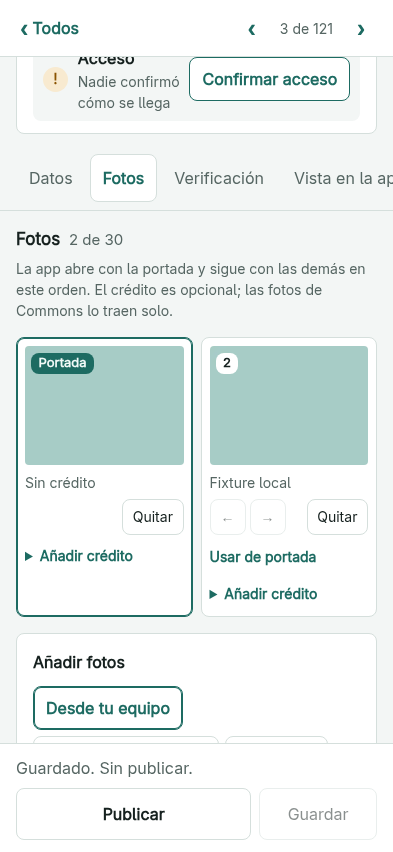 ‹ Todos
‹ 3 de 121 ›
Acceso
! Nadie confirmó
cómo se llega
Confirmar acceso
Datos Fotos Verificación Vista en la ap
Fotos 2 de 30
La app abre con la portada y sigue con las demás en
este orden. El crédito es opcional; las fotos de
Commons lo traen solo.
Portada
Sin crédito
Quitar
▶ Añadir crédito
2
Fixture local
← → Quitar
Usar de portada
▶ Añadir crédito
Añadir fotos
Desde tu equipo
Guardado. Sin publicar.
Publicar Guardar